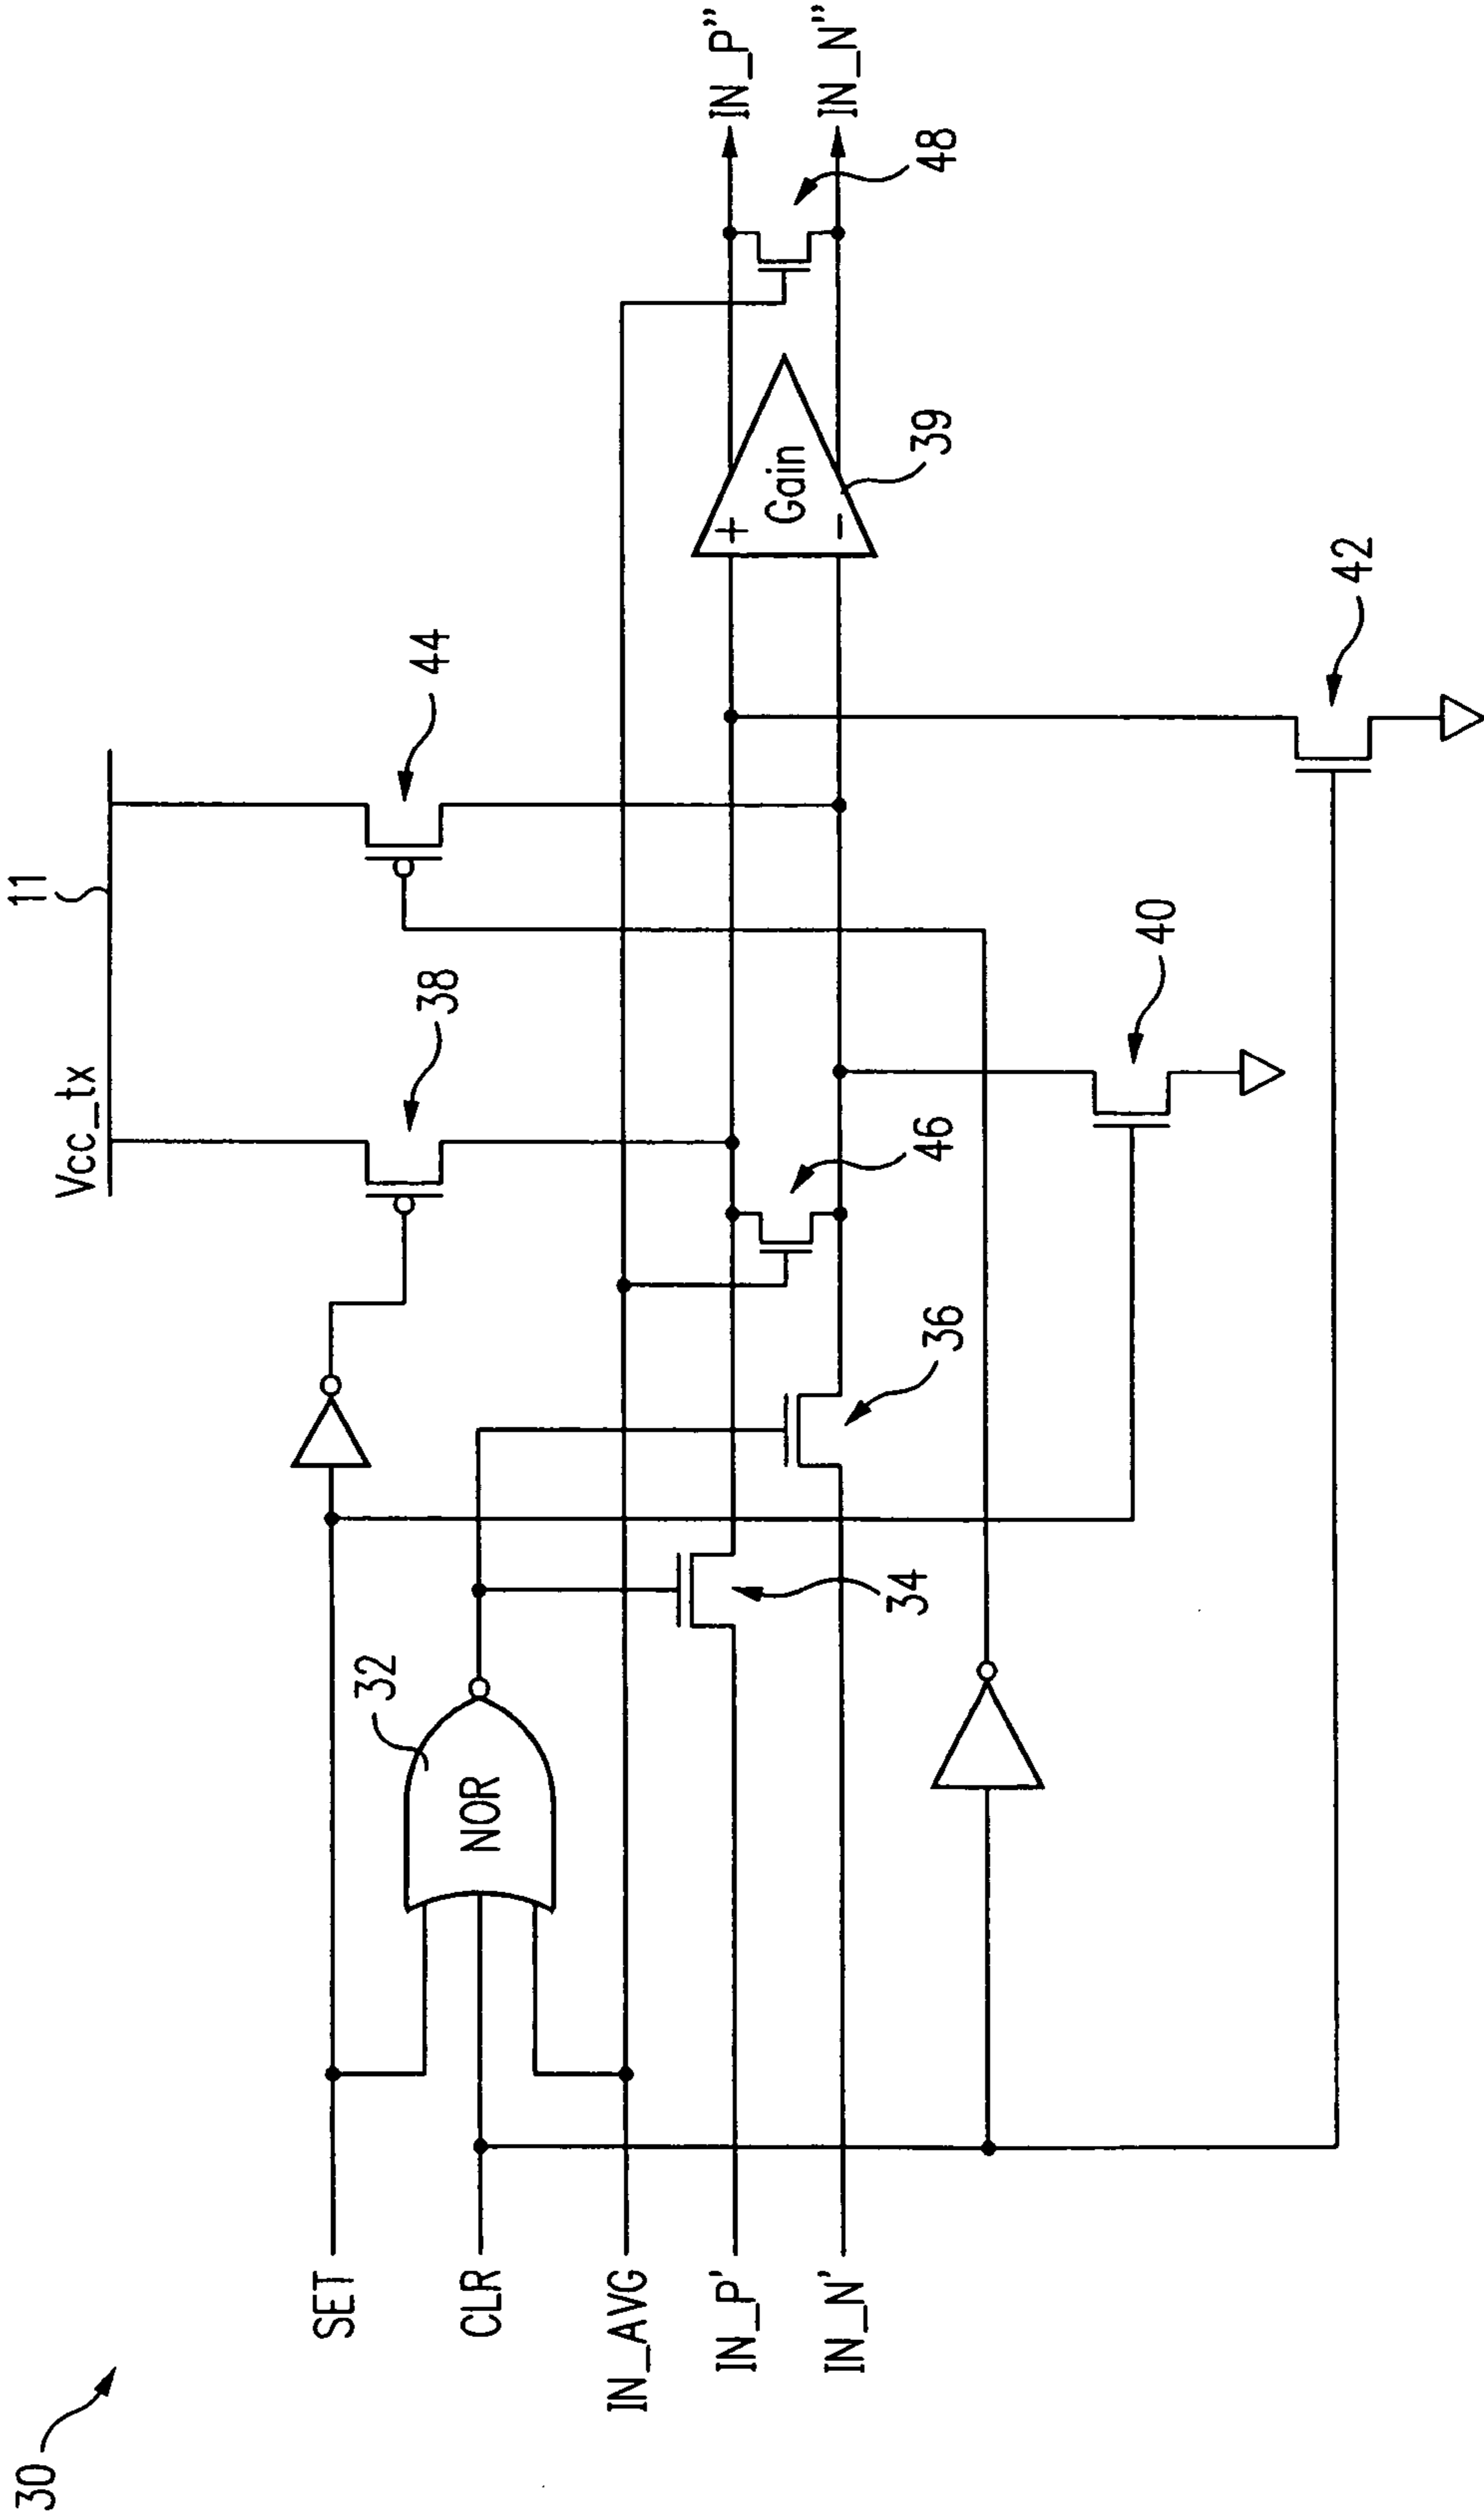 30
Vcc_tx
11
38
44
SET
CLR
IN_AVG
IN_P'
IN_N'
NOR
32
34
36
46
40
42
Gain
+
-
39
48
IN_P"
IN_N"